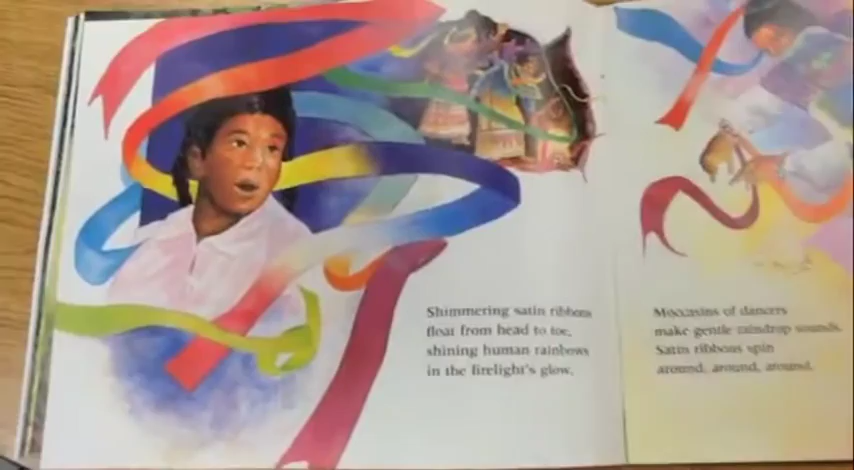 Shimmering satin ribbons
float from head to toe,
shining human rainbows
in the firelight's glow.
Moccasins of dancers
make gentle raindrop sounds.
Satin ribbons spin
around, around, around.